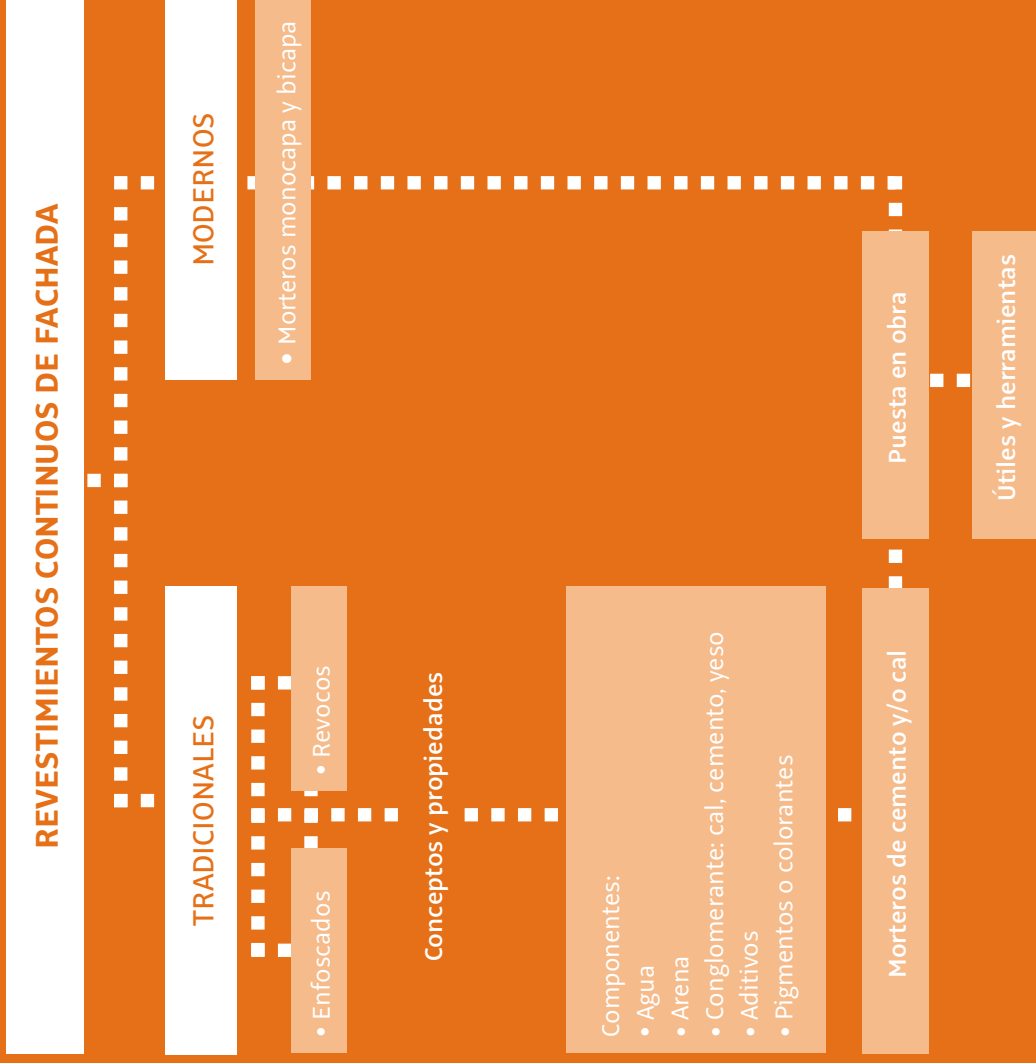 REVESTIMIENTOS CONTINUOS DE FACHADA
TRADICIONALES
MODERNOS
• Enfoscados
• Revocos
• Morteros monocapa y bicapa
Conceptos y propiedades
Componentes:
• Agua
• Arena
• Conglomerante: cal, cemento, yeso
• Aditivos
• Pigmentos o colorantes
Morteros de cemento y/o cal
Puesta en obra
Útiles y herramientas